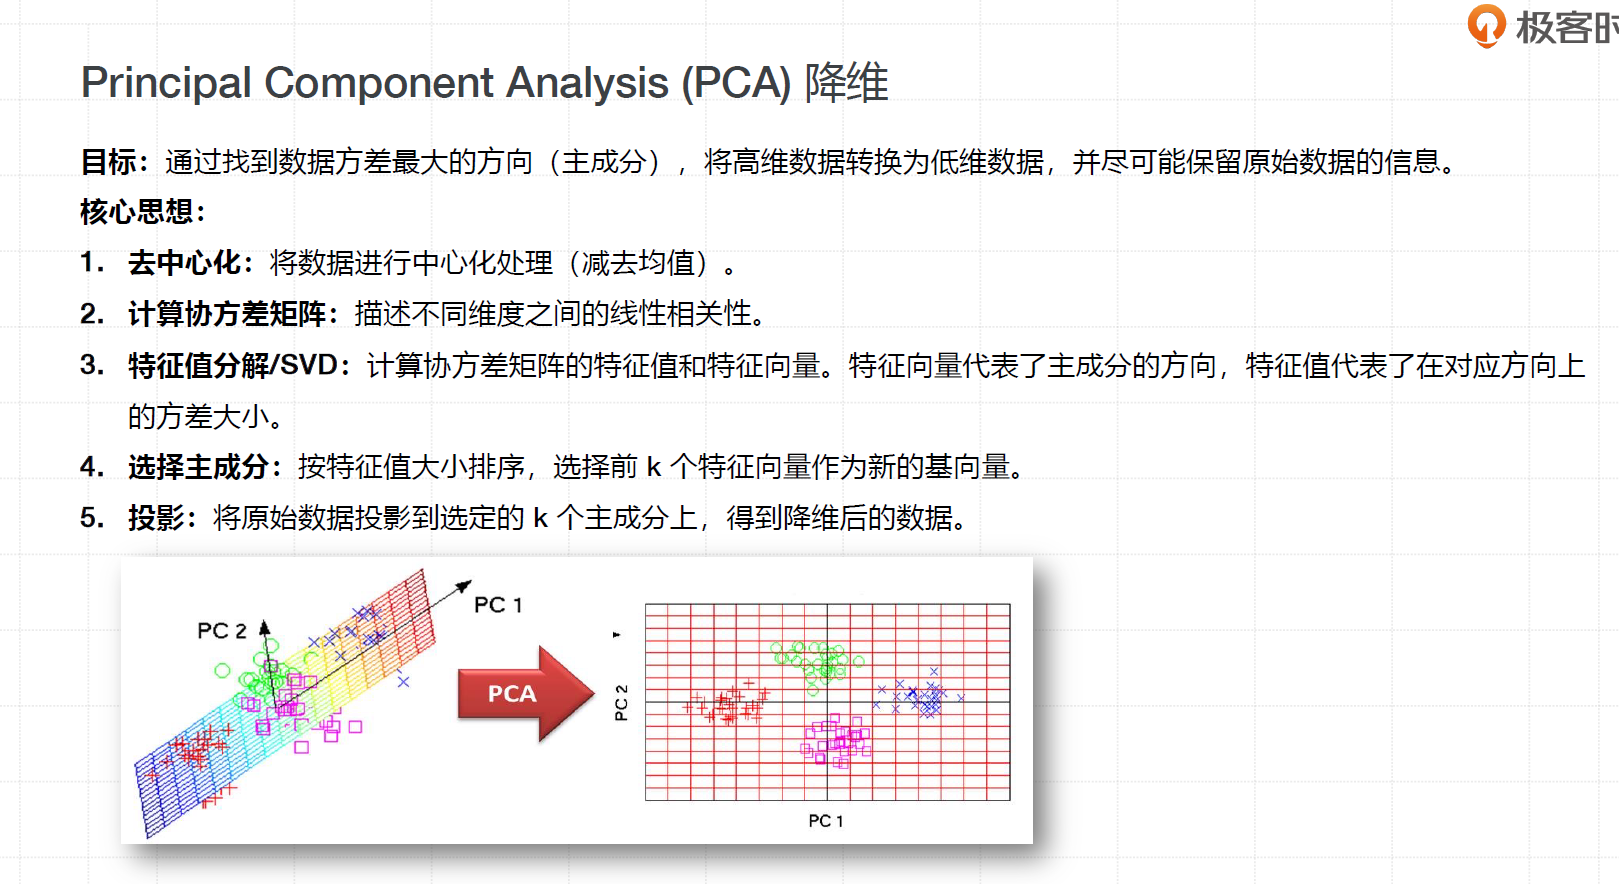 极客时
Principal Component Analysis (PCA) 降维
目标：通过找到数据方差最大的方向（主成分），将高维数据转换为低维数据，并尽可能保留原始数据的信息。
核心思想：
1. 去中心化：将数据进行中心化处理（减去均值）。
2. 计算协方差矩阵：描述不同维度之间的线性相关性。
3. 特征值分解/SVD：计算协方差矩阵的特征值和特征向量。特征向量代表了主成分的方向，特征值代表了在对应方向上
的方差大小。
4. 选择主成分：按特征值大小排序，选择前 k 个特征向量作为新的基向量。
5. 投影：将原始数据投影到选定的 k 个主成分上，得到降维后的数据。
PC 1
PC 2
PCA
PC 2
PC 1